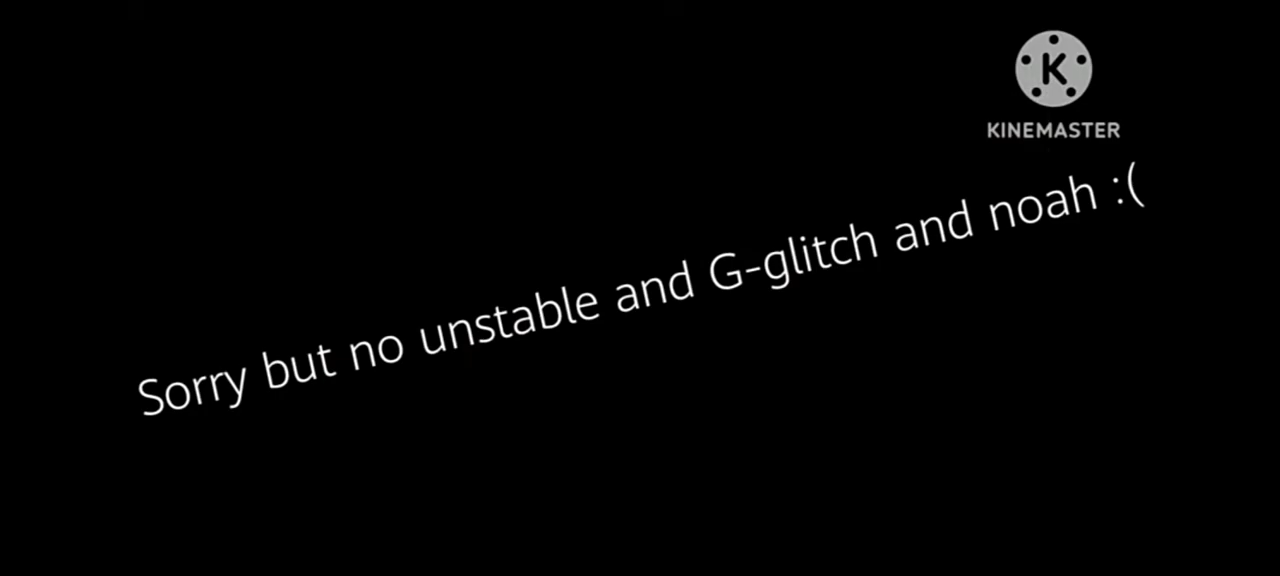 K
KINEMASTER
Sorry but no unstable and G-glitch and noah :(